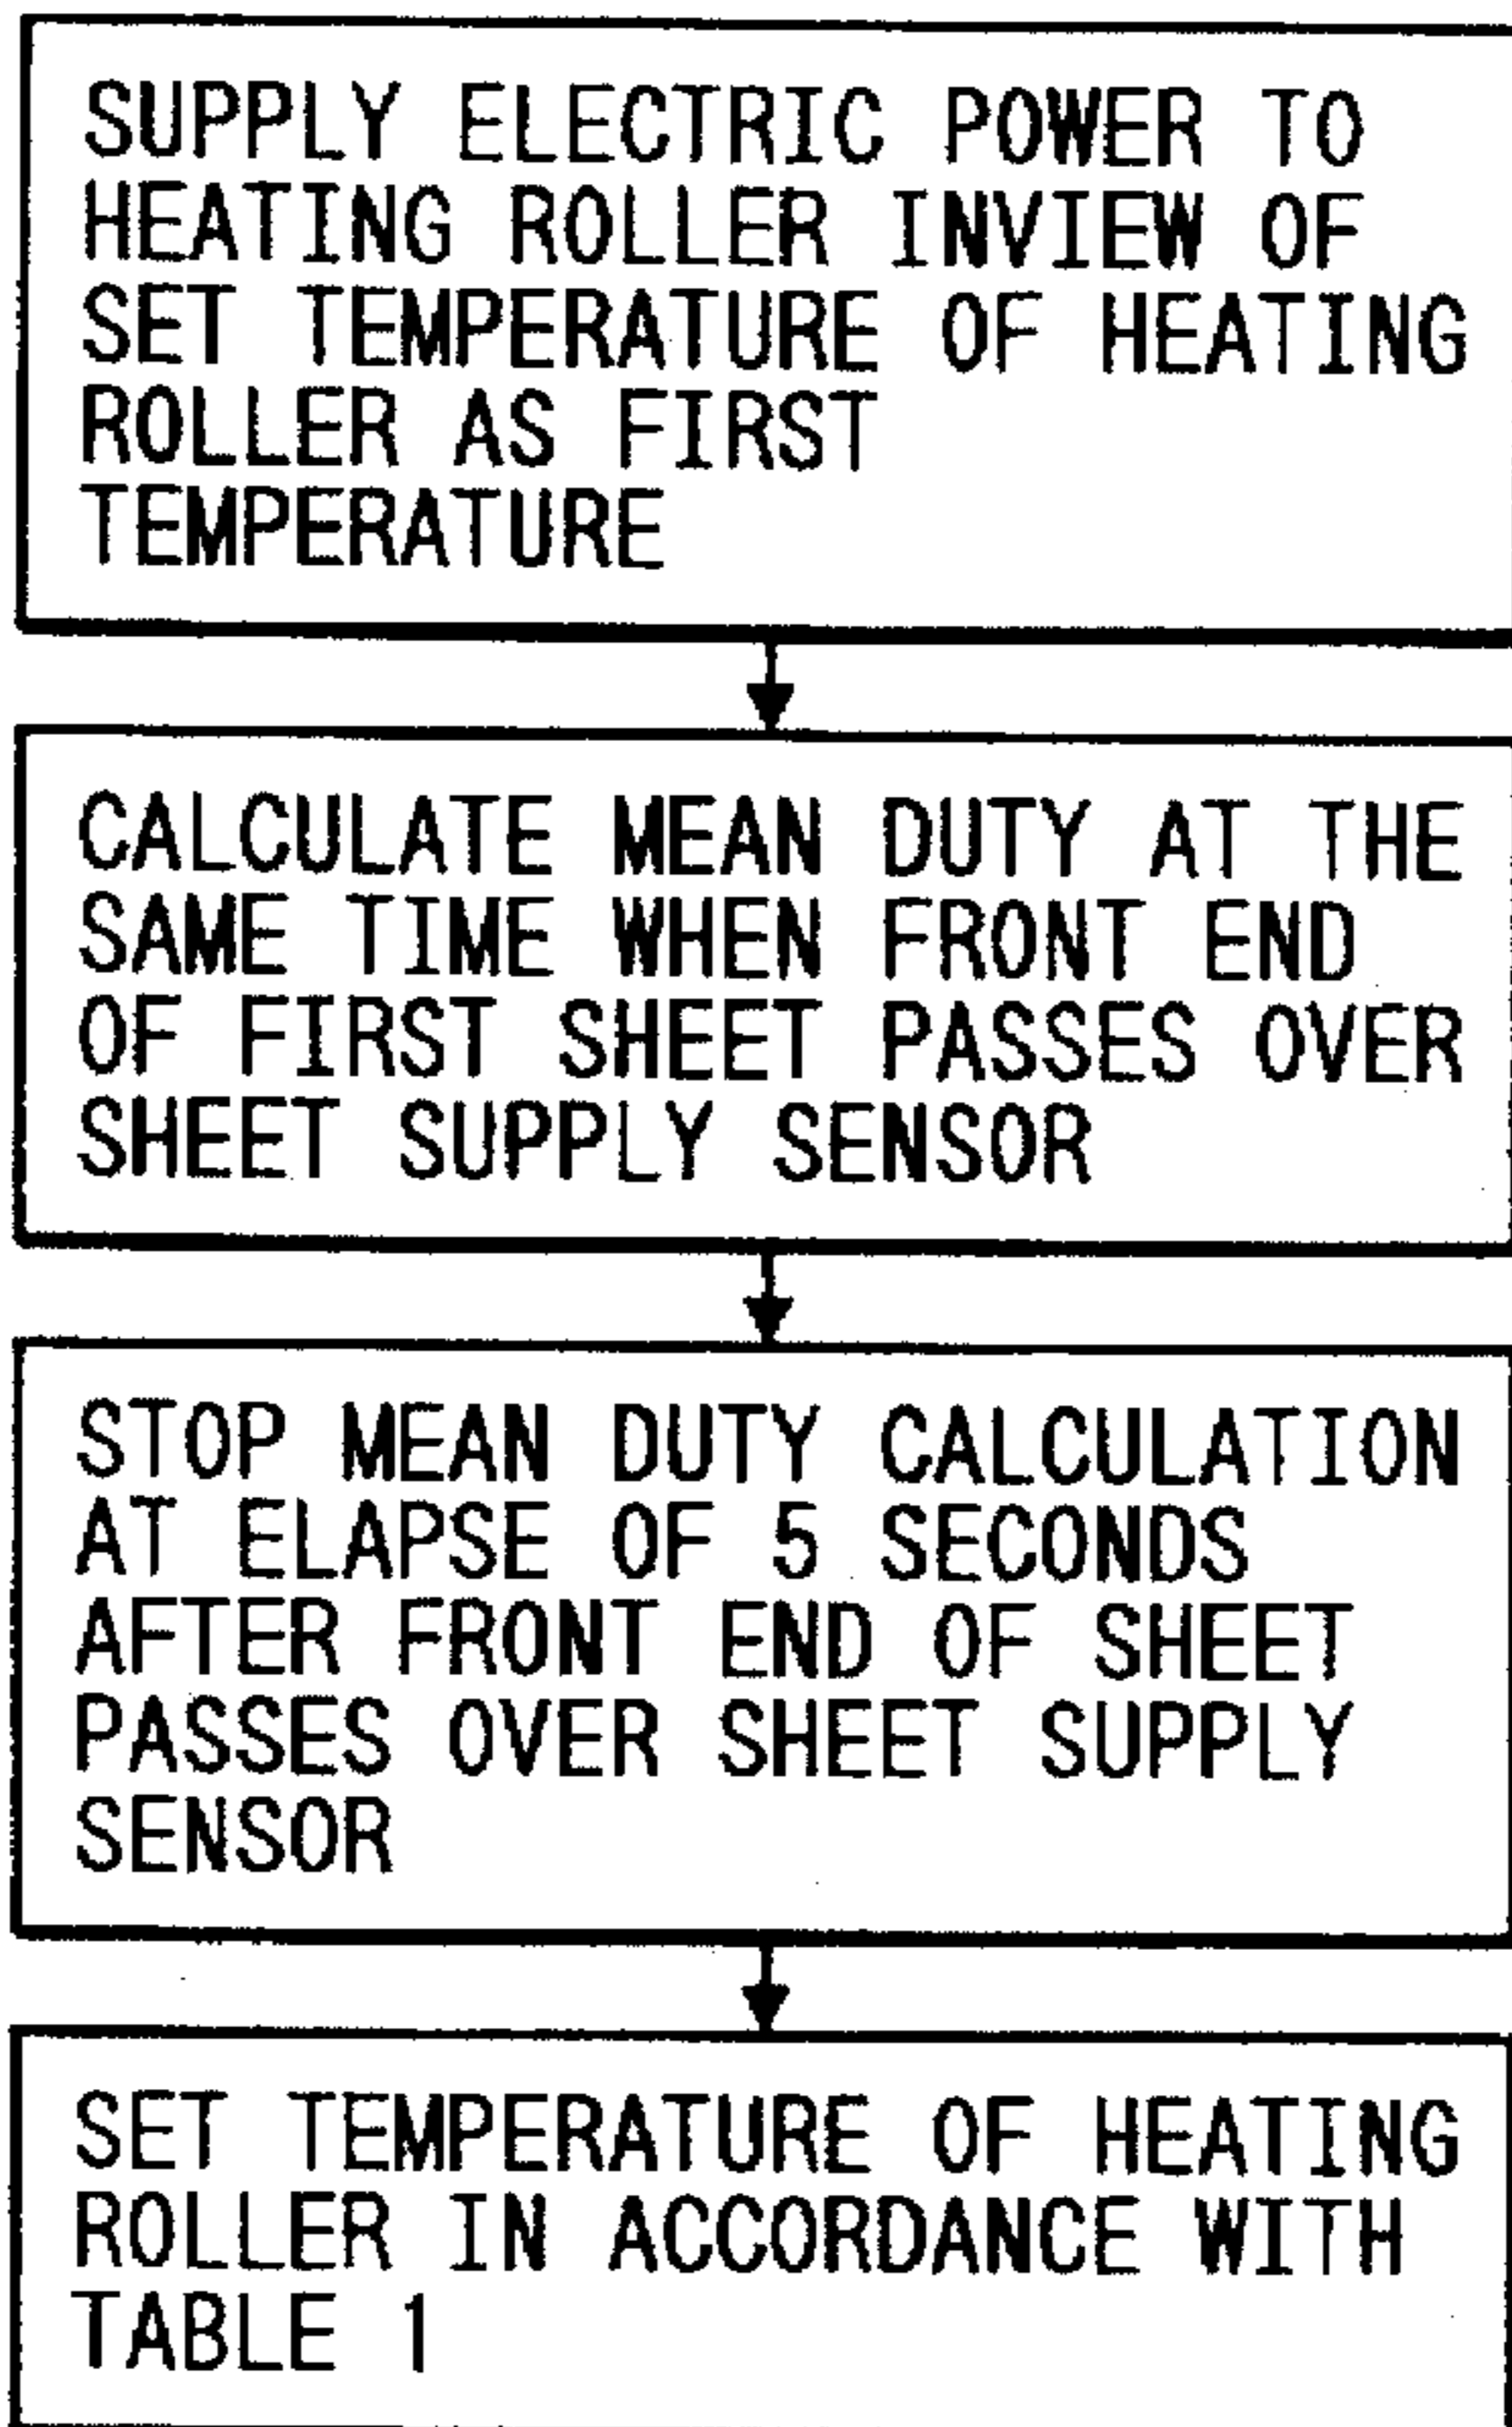 SUPPLY ELECTRIC POWER TO
HEATING ROLLER INVIEW OF
SET TEMPERATURE OF HEATING
ROLLER AS FIRST
TEMPERATURE
CALCULATE MEAN DUTY AT THE
SAME TIME WHEN FRONT END
OF FIRST SHEET PASSES OVER
SHEET SUPPLY SENSOR
STOP MEAN DUTY CALCULATION
AT ELAPSE OF 5 SECONDS
AFTER FRONT END OF SHEET
PASSES OVER SHEET SUPPLY
SENSOR
SET TEMPERATURE OF HEATING
ROLLER IN ACCORDANCE WITH
TABLE 1